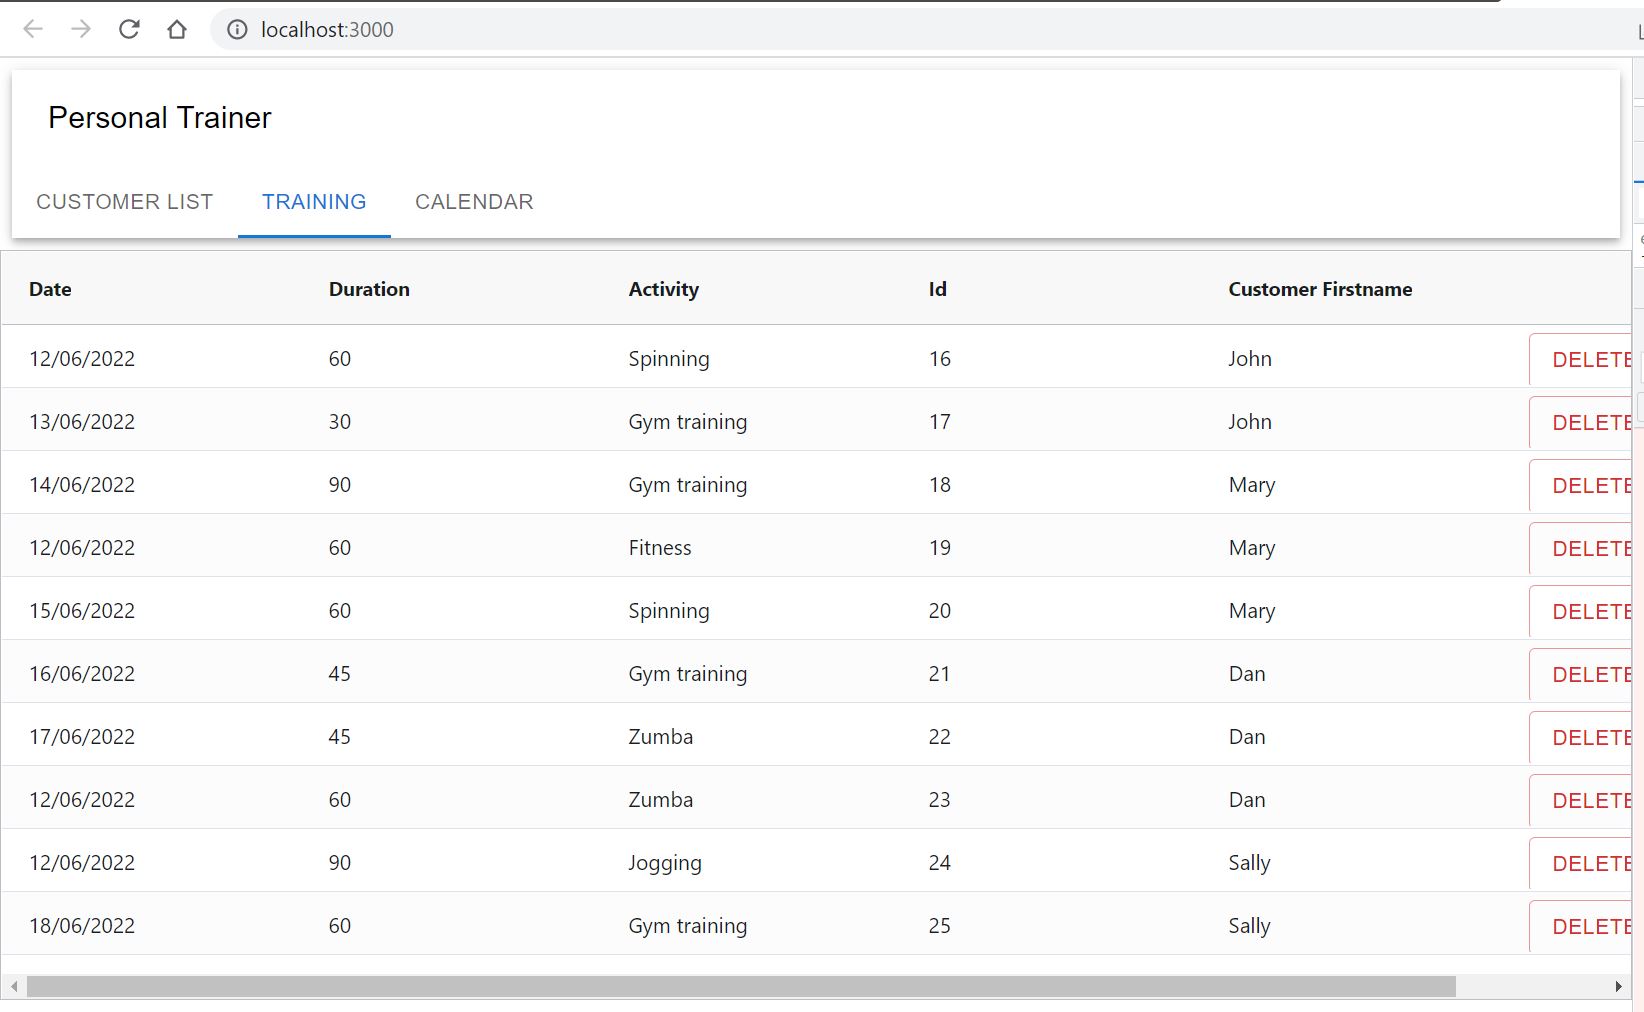 localhost:3000
Personal Trainer
CUSTOMER LIST TRAINING CALENDAR
Date Duration Activity Id Customer Firstname
12/06/2022 60 Spinning 16 John DELETE
13/06/2022 30 Gym training 17 John DELETE
14/06/2022 90 Gym training 18 Mary DELETE
12/06/2022 60 Fitness 19 Mary DELETE
15/06/2022 60 Spinning 20 Mary DELETE
16/06/2022 45 Gym training 21 Dan DELETE
17/06/2022 45 Zumba 22 Dan DELETE
12/06/2022 60 Zumba 23 Dan DELETE
12/06/2022 90 Jogging 24 Sally DELETE
18/06/2022 60 Gym training 25 Sally DELETE